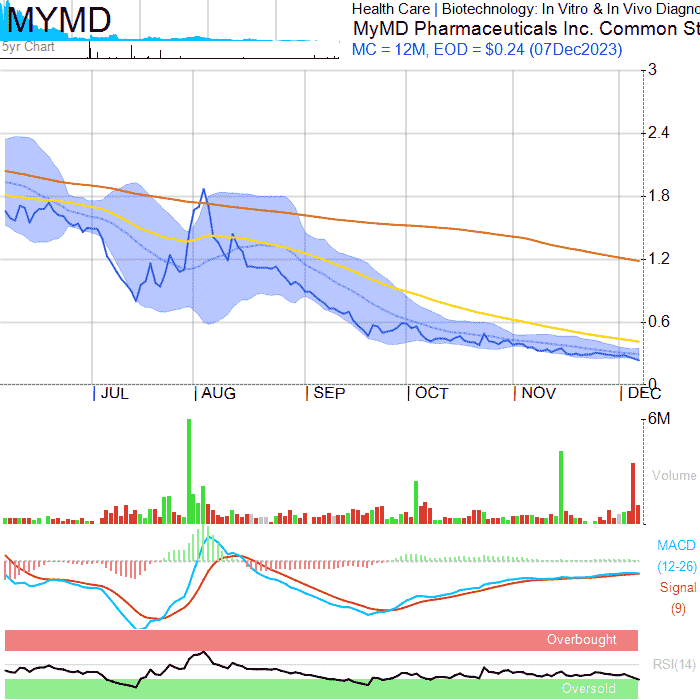 MYMD
5yr Chart
Health Care | Biotechnology: In Vitro & In Vivo Diagno
MyMD Pharmaceuticals Inc. Common St
MC = 12M, EOD = $0.24 (07Dec2023)
3
2.4
1.8
1.2
0.6
0
JUL AUG SEP OCT NOV DEC
6M
Volume
MACD
(12-26)
Signal
(9)
Overbought
RSI(14)
Oversold